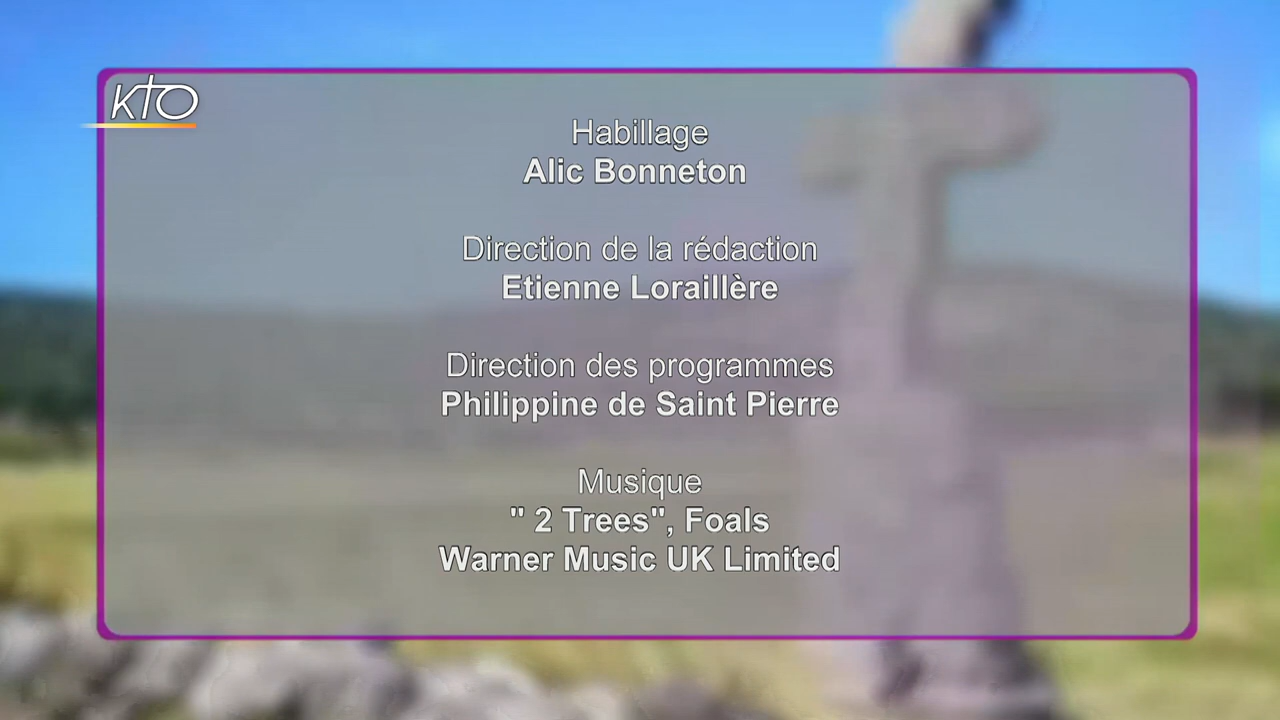 KTO
Habillage
Alic Bonneton
Direction de la rédaction
Etienne Loraillère
Direction des programmes
Philippine de Saint Pierre
Musique
" 2 Trees", Foals
Warner Music UK Limited